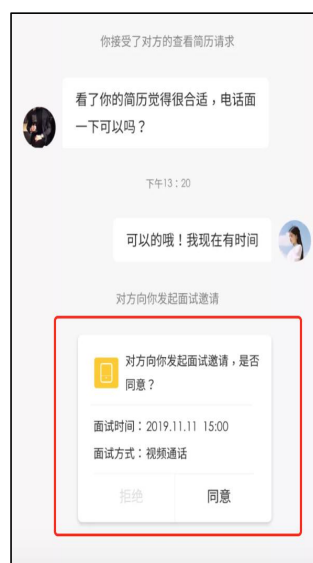 你接受了对方的查看简历请求
看了你的简历觉得很合适，电话面
一下可以吗？
下午13：20
可以的哦！我现在有时间
对方向你发起面试邀请
对方向你发起面试邀请，是否
同意？
面试时间：2019.11.11 15:00
面试方式：视频通话
拒绝
同意